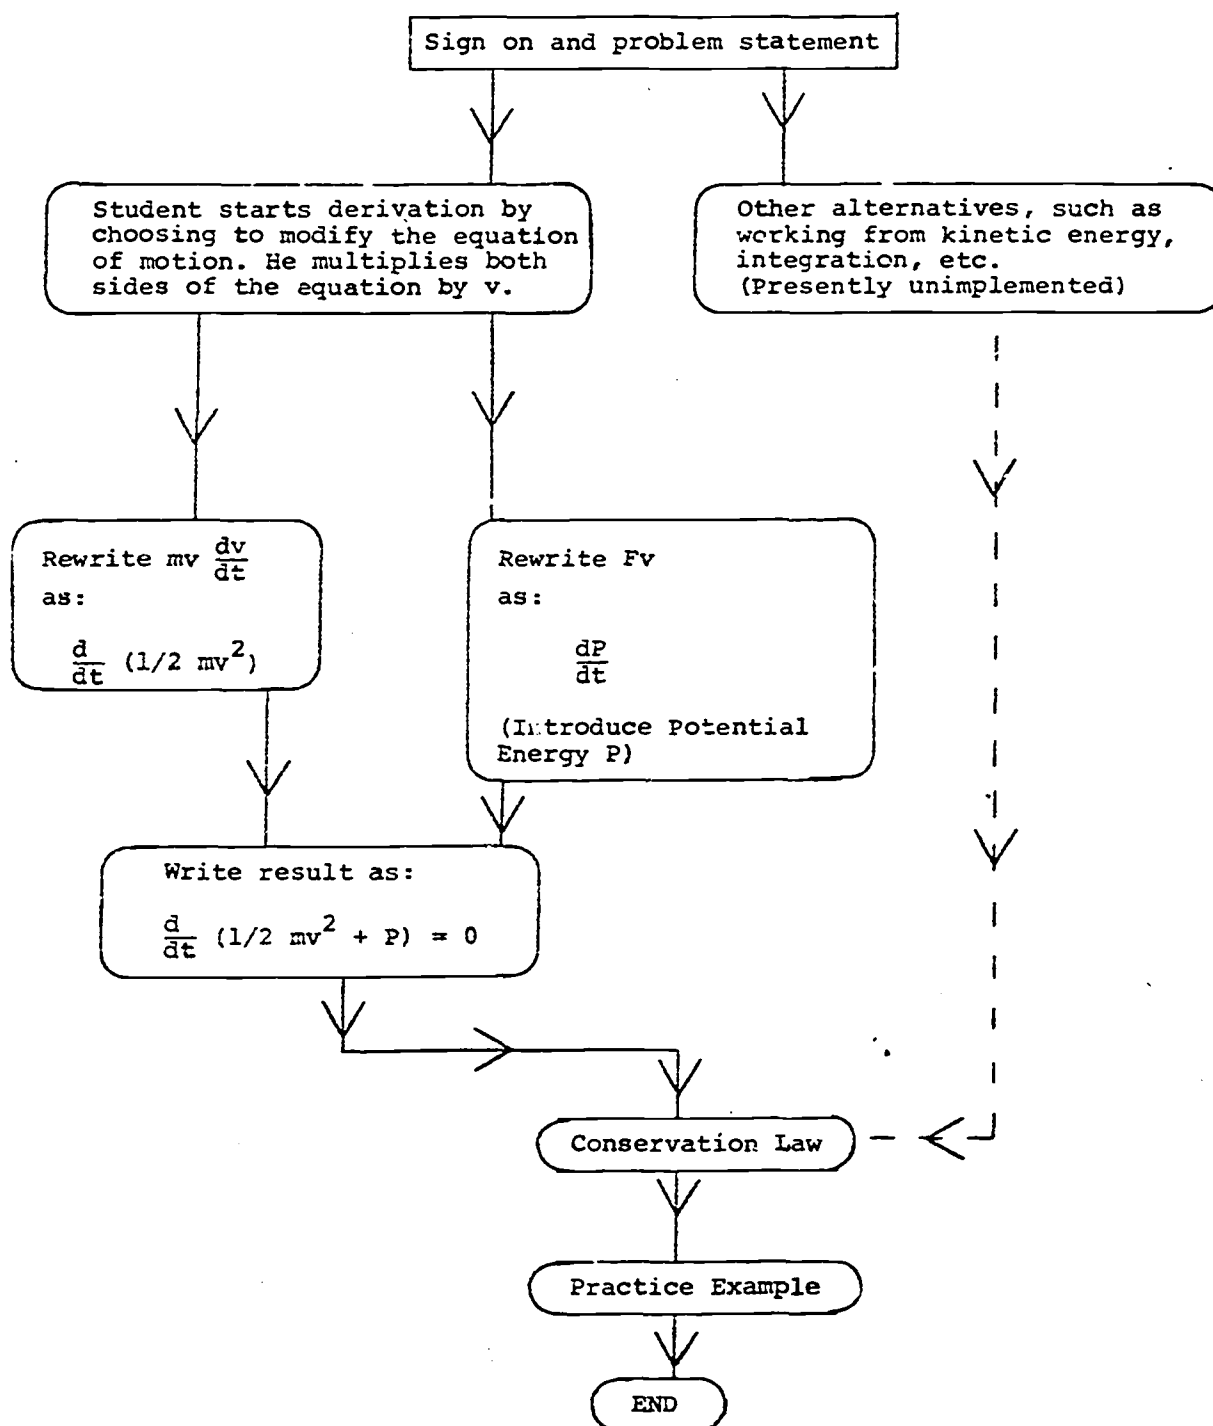 Sign on and problem statement
Student starts derivation by
choosing to modify the equation
of motion. He multiplies both
sides of the equation by v.
Other alternatives, such as
working from kinetic energy,
integration, etc.
(Presently unimplemented)
Rewrite mv dv/dt
as:
d/dt (1/2 mv²)
Rewrite Fv
as:
dP/dt
(Introduce Potential
Energy P)
Write result as:
d/dt (1/2 mv² + P) = 0
Conservation Law
Practice Example
END